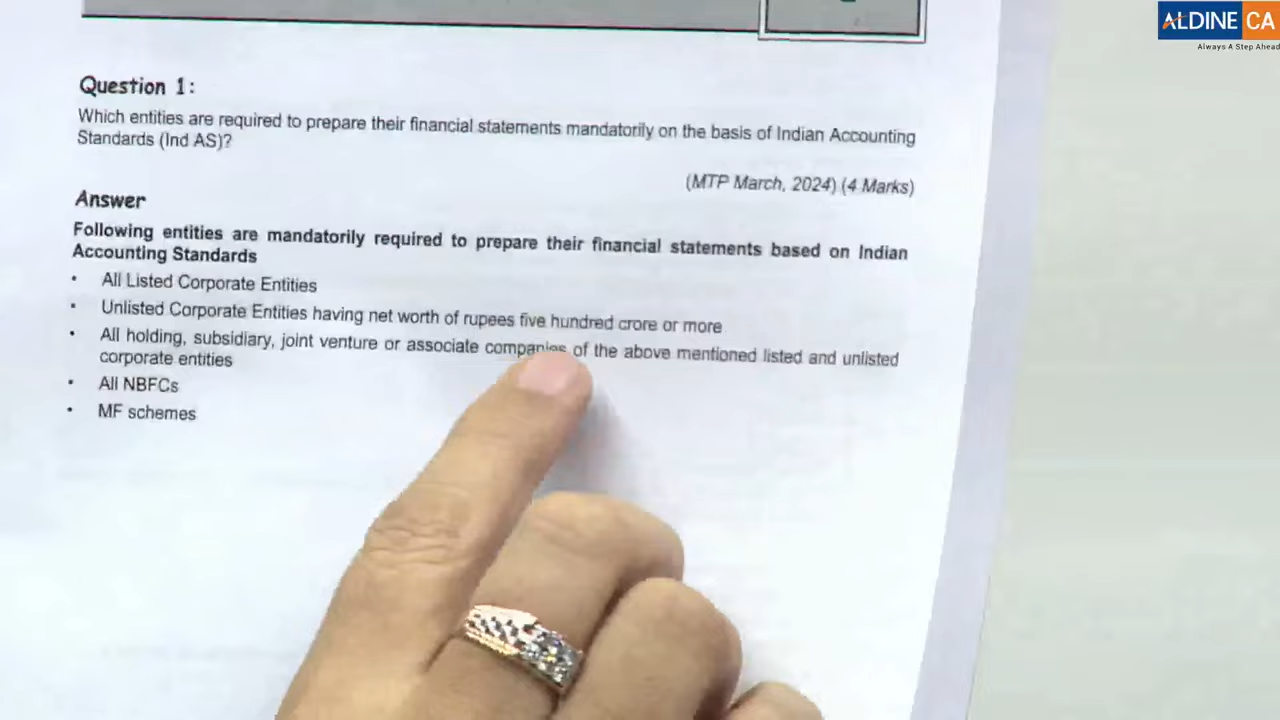 ALDINE CA
Always A Step Ahead
Question 1:
Which entities are required to prepare their financial statements mandatorily on the basis of Indian Accounting
Standards (Ind AS)?
(MTP March, 2024) (4 Marks)
Answer
Following entities are mandatorily required to prepare their financial statements based on Indian
Accounting Standards
• All Listed Corporate Entities
• Unlisted Corporate Entities having net worth of rupees five hundred crore or more
• All holding, subsidiary, joint venture or associate companies of the above mentioned listed and unlisted
corporate entities
• All NBFCs
• MF schemes